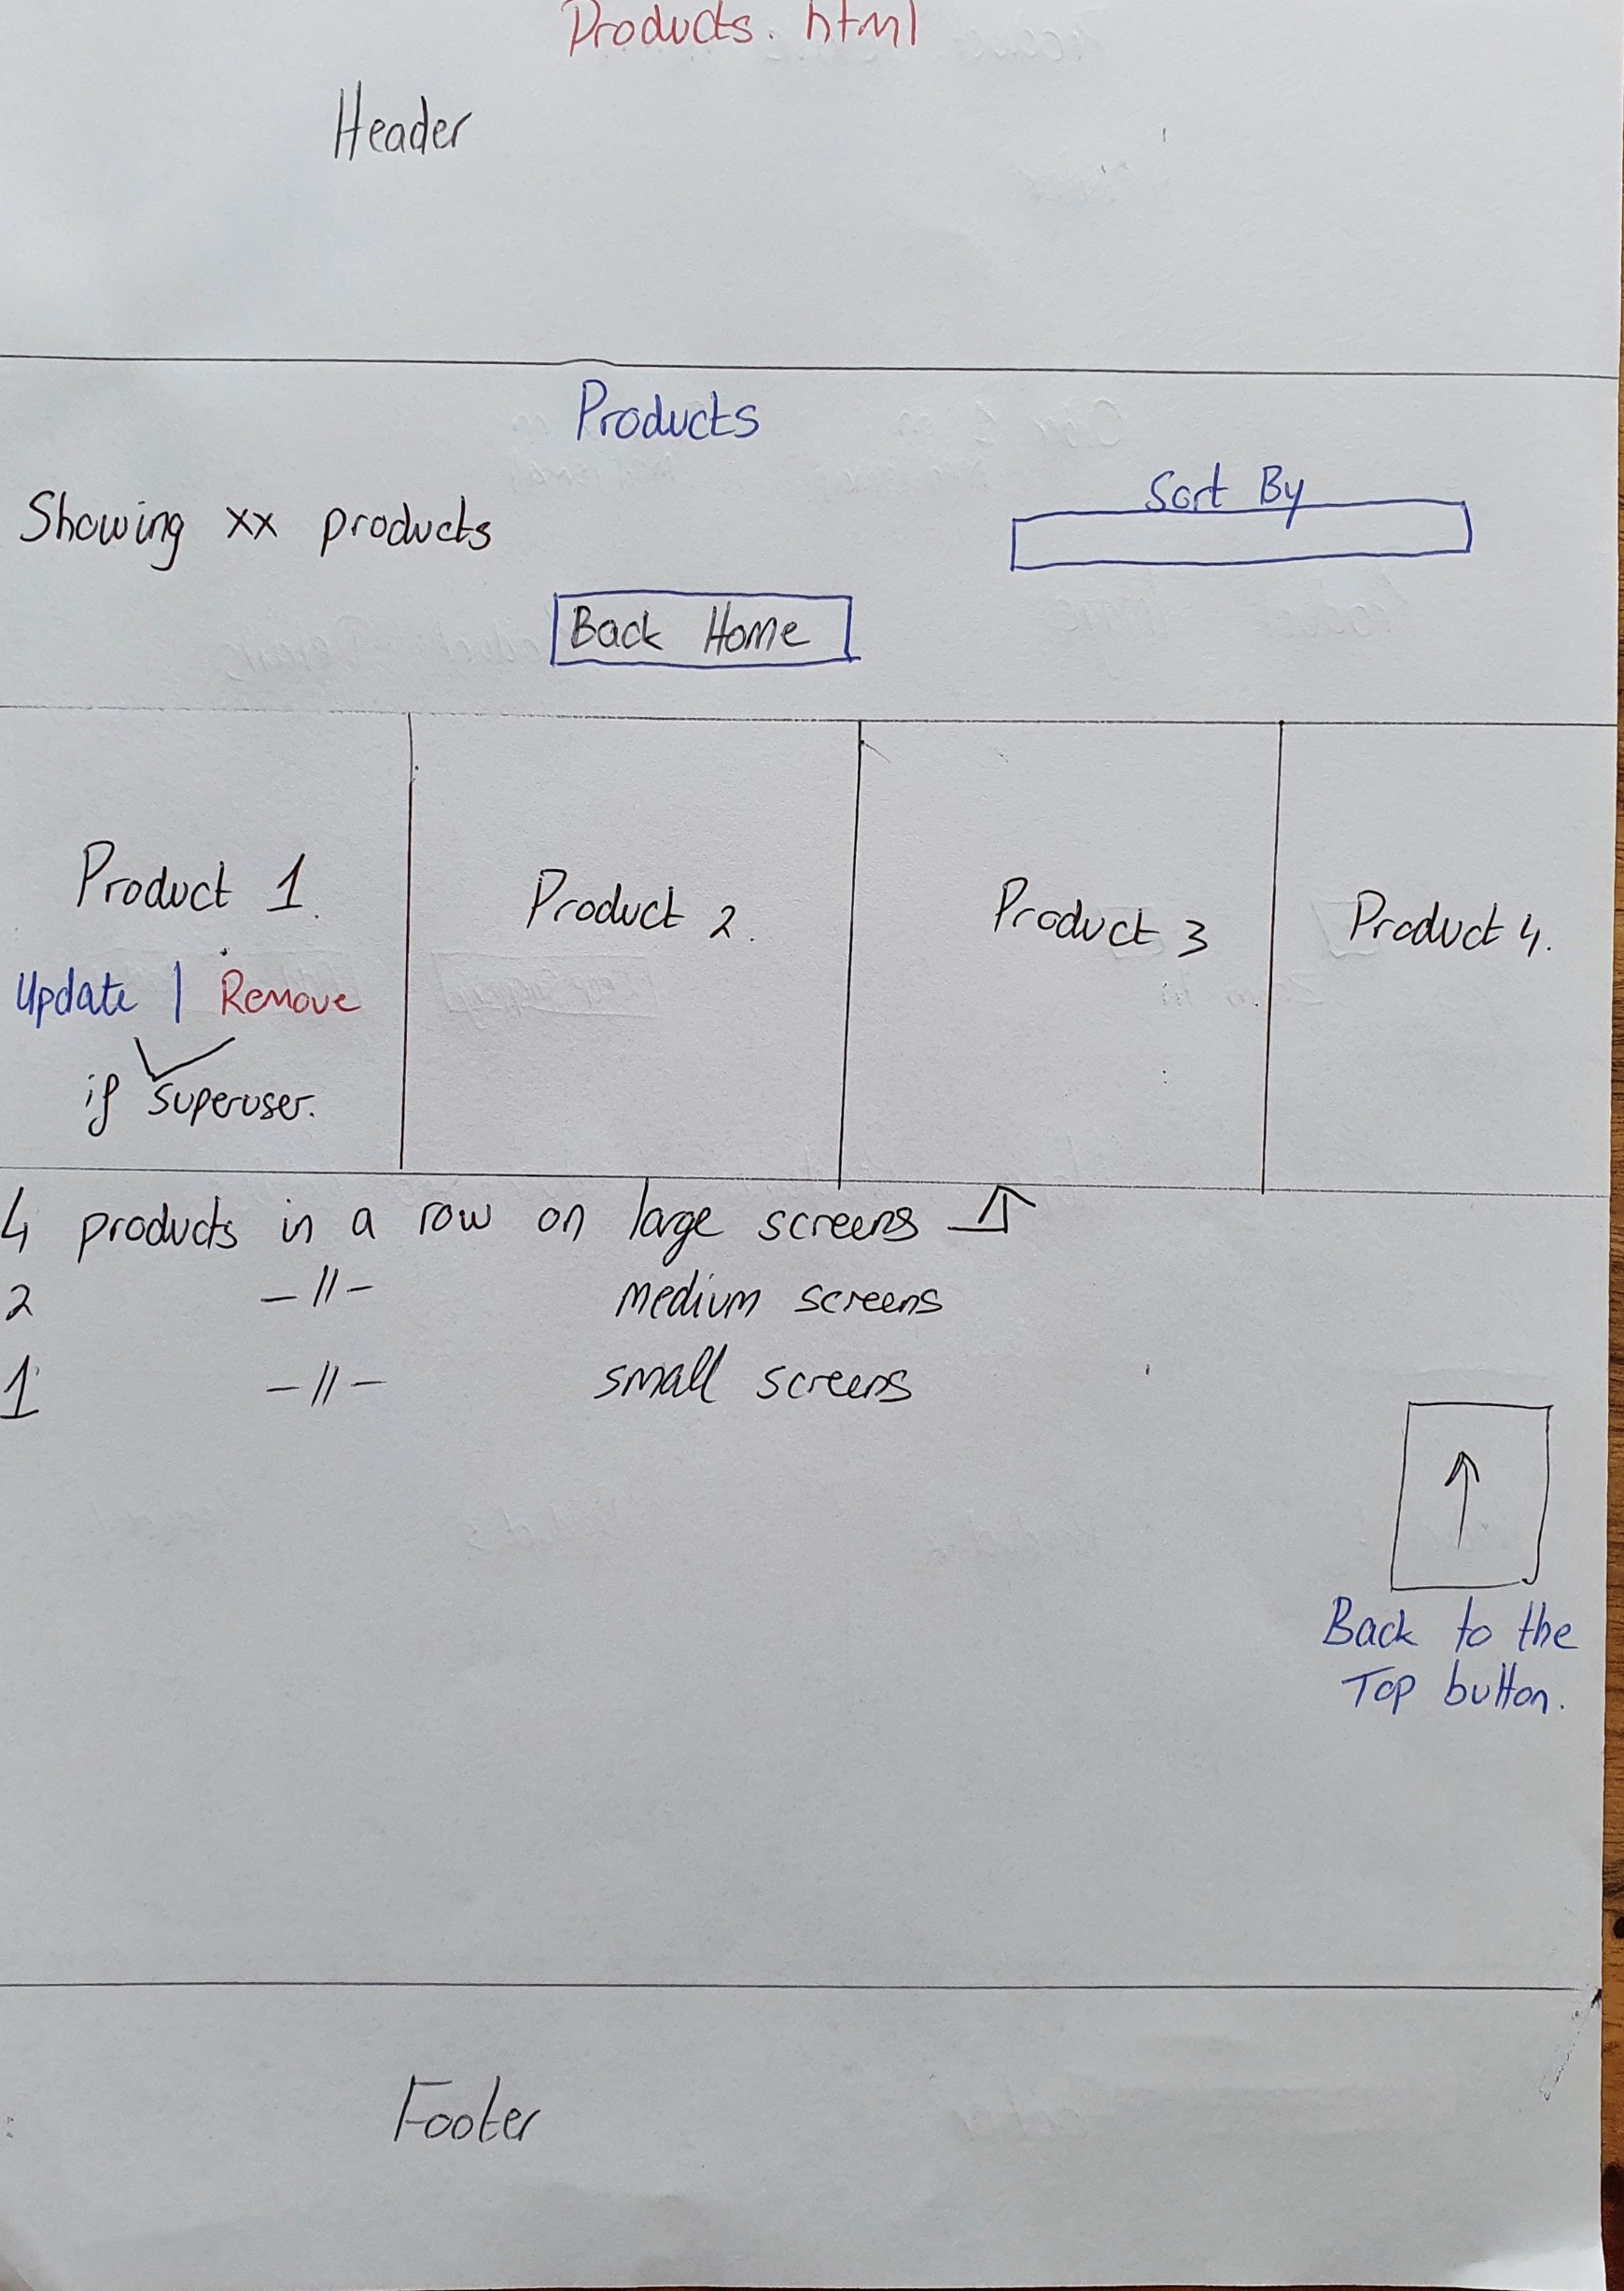 Products.html
Header
Products
Sort By
Showing xx products
Back Home
Product 1.
Product 2.
Product 3
Product 4.
Update | Remove
if superuser.
4 products in a row on large screens
2 -//- medium screens
1 -//- small screens
↑
Back to the
Top button.
Footer